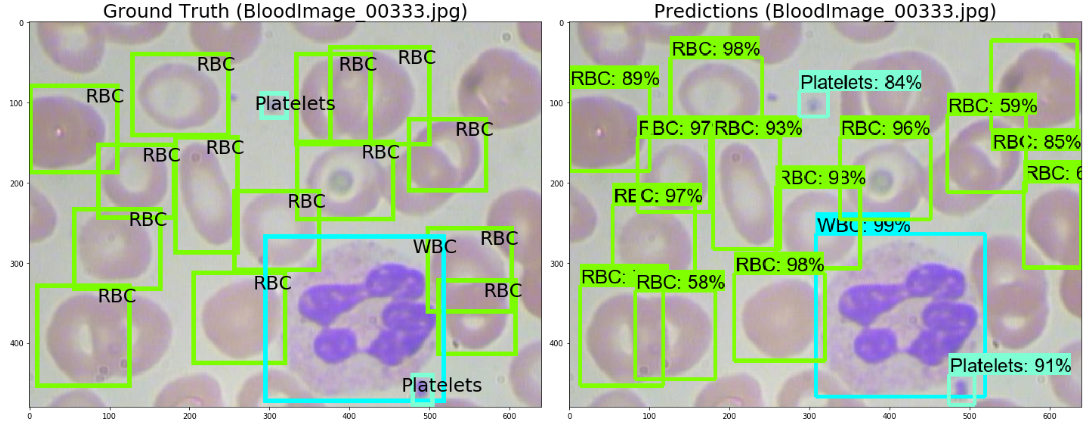 Ground Truth (BloodImage_00333.jpg)
RBC
RBC
RBC
RBC
Platelets
RBC
RBC
RBC
RBC
RBC
RBC
WBC
RBC
RBC
RBC
RBC
Platelets
0
100
200
300
400
0
100
200
300
400
500
600
Predictions (BloodImage_00333.jpg)
RBC: 98%
RBC: 89%
Platelets: 84%
RBC: 59%
RBC: 97
RBC: 93%
RBC: 96%
RBC: 85%
RBC: 98%
RBC: 6
RBC: 97%
WBC: 99%
RBC: 98%
RBC:
RBC: 58%
Platelets: 91%
0
100
200
300
400
0
100
200
300
400
500
600